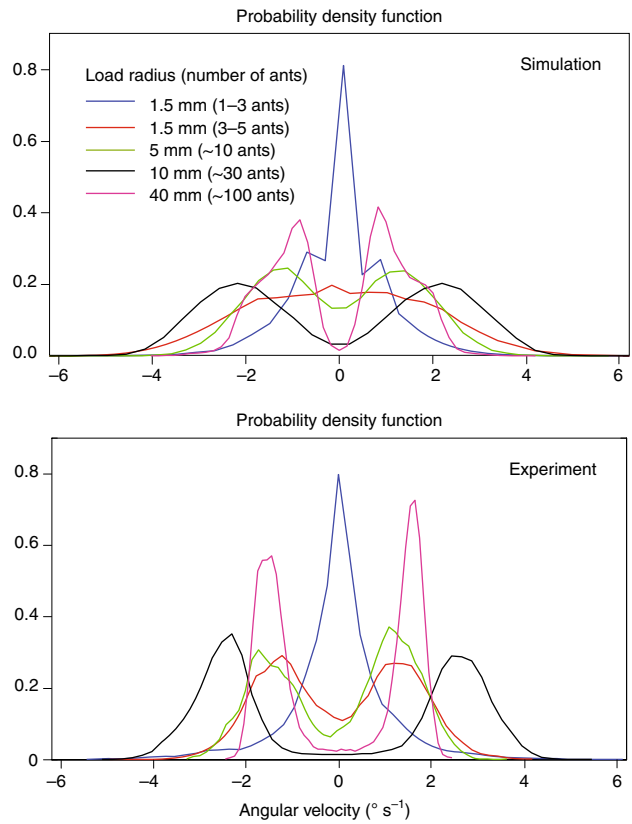 Probability density function
Simulation
Load radius (number of ants)
1.5 mm (1–3 ants)
1.5 mm (3–5 ants)
5 mm (~10 ants)
10 mm (~30 ants)
40 mm (~100 ants)
0.8
0.6
0.4
0.2
0.0
–6 –4 –2 0 2 4 6
Probability density function
Experiment
0.8
0.6
0.4
0.2
0
–6 –4 –2 0 2 4 6
Angular velocity (° s⁻¹)